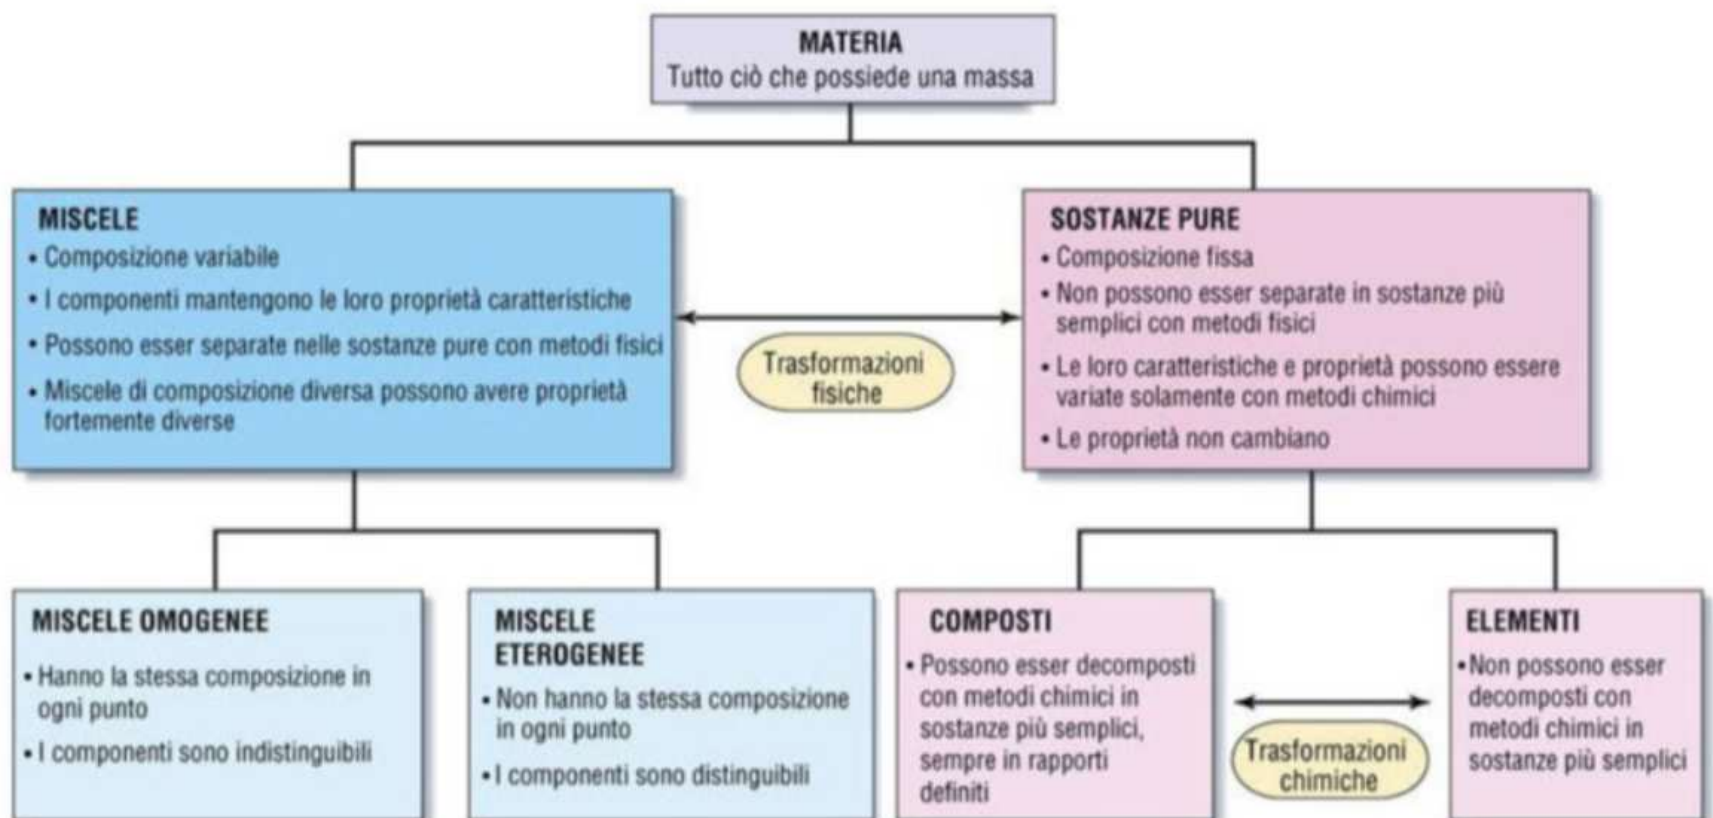 MATERIA
Tutto ciò che possiede una massa
MISCELE
• Composizione variabile
• I componenti mantengono le loro proprietà caratteristiche
• Possono esser separate nelle sostanze pure con metodi fisici
• Miscele di composizione diversa possono avere proprietà
fortemente diverse
Trasformazioni
fisiche
SOSTANZE PURE
• Composizione fissa
• Non possono esser separate in sostanze più
semplici con metodi fisici
• Le loro caratteristiche e proprietà possono essere
variate solamente con metodi chimici
• Le proprietà non cambiano
MISCELE OMOGENEE
• Hanno la stessa composizione in
ogni punto
• I componenti sono indistinguibili
MISCELE
ETEROGENEE
• Non hanno la stessa composizione
in ogni punto
• I componenti sono distinguibili
COMPOSTI
• Possono esser decomposti
con metodi chimici in
sostanze più semplici,
sempre in rapporti
definiti
Trasformazioni
chimiche
ELEMENTI
• Non possono esser
decomposti con
metodi chimici in
sostanze più semplici